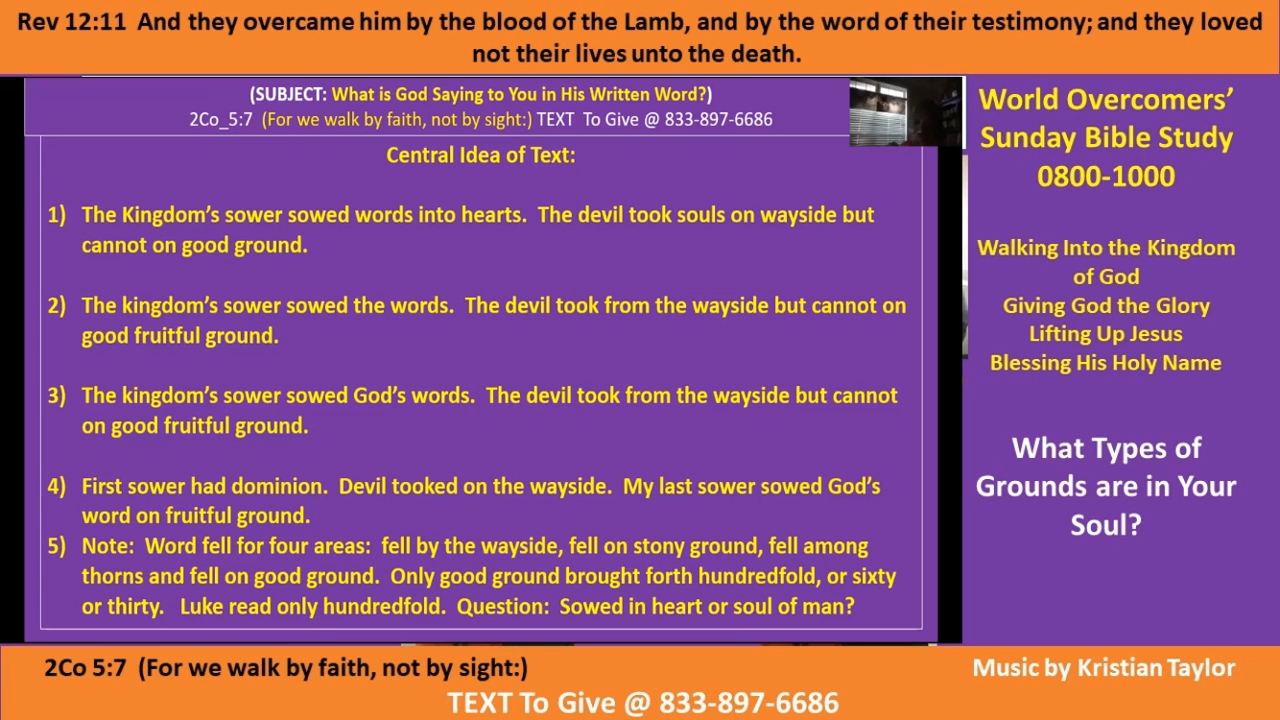 Rev 12:11  And they overcame him by the blood of the Lamb, and by the word of their testimony; and they loved
not their lives unto the death.
(SUBJECT: What is God Saying to You in His Written Word?)
2Co_5:7  (For we walk by faith, not by sight:) TEXT  To Give @ 833-897-6686
Central Idea of Text:
1) The Kingdom's sower sowed words into hearts.  The devil took souls on wayside but
cannot on good ground.
2) The kingdom's sower sowed the words.  The devil took from the wayside but cannot on
good fruitful ground.
3) The kingdom's sower sowed God's words.  The devil took from the wayside but cannot
on good fruitful ground.
4) First sower had dominion.  Devil tooked on the wayside.  My last sower sowed God's
word on fruitful ground.
5) Note:  Word fell for four areas:  fell by the wayside, fell on stony ground, fell among
thorns and fell on good ground.  Only good ground brought forth hundredfold, or sixty
or thirty.   Luke read only hundredfold.  Question:  Sowed in heart or soul of man?
World Overcomers'
Sunday Bible Study
0800-1000
Walking Into the Kingdom
of God
Giving God the Glory
Lifting Up Jesus
Blessing His Holy Name
What Types of
Grounds are in Your
Soul?
2Co 5:7  (For we walk by faith, not by sight:)
Music by Kristian Taylor
TEXT To Give @ 833-897-6686